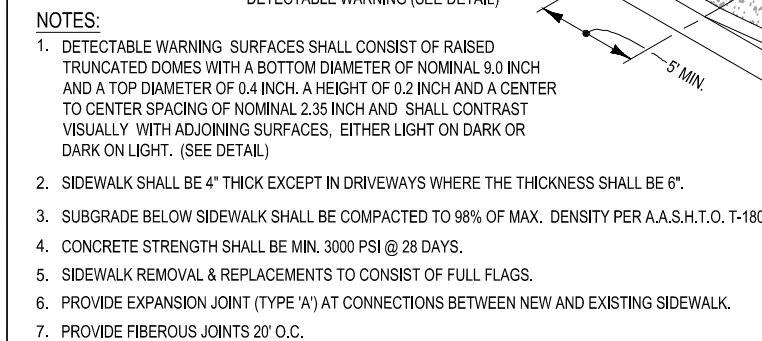 DETECTABLE WARNING (SEE DETAIL)
NOTES:
1. DETECTABLE WARNING SURFACES SHALL CONSIST OF RAISED
TRUNCATED DOMES WITH A BOTTOM DIAMETER OF NOMINAL 9.0 INCH
AND A TOP DIAMETER OF 0.4 INCH. A HEIGHT OF 0.2 INCH AND A CENTER
TO CENTER SPACING OF NOMINAL 2.35 INCH AND SHALL CONTRAST
VISUALLY WITH ADJOINING SURFACES, EITHER LIGHT ON DARK OR
DARK ON LIGHT. (SEE DETAIL)
5' MIN.
2. SIDEWALK SHALL BE 4" THICK EXCEPT IN DRIVEWAYS WHERE THE THICKNESS SHALL BE 6".
3. SUBGRADE BELOW SIDEWALK SHALL BE COMPACTED TO 98% OF MAX. DENSITY PER A.A.S.H.T.O. T-180
4. CONCRETE STRENGTH SHALL BE MIN. 3000 PSI @ 28 DAYS.
5. SIDEWALK REMOVAL & REPLACEMENTS TO CONSIST OF FULL FLAGS.
6. PROVIDE EXPANSION JOINT (TYPE 'A') AT CONNECTIONS BETWEEN NEW AND EXISTING SIDEWALK.
7. PROVIDE FIBEROUS JOINTS 20' O.C.